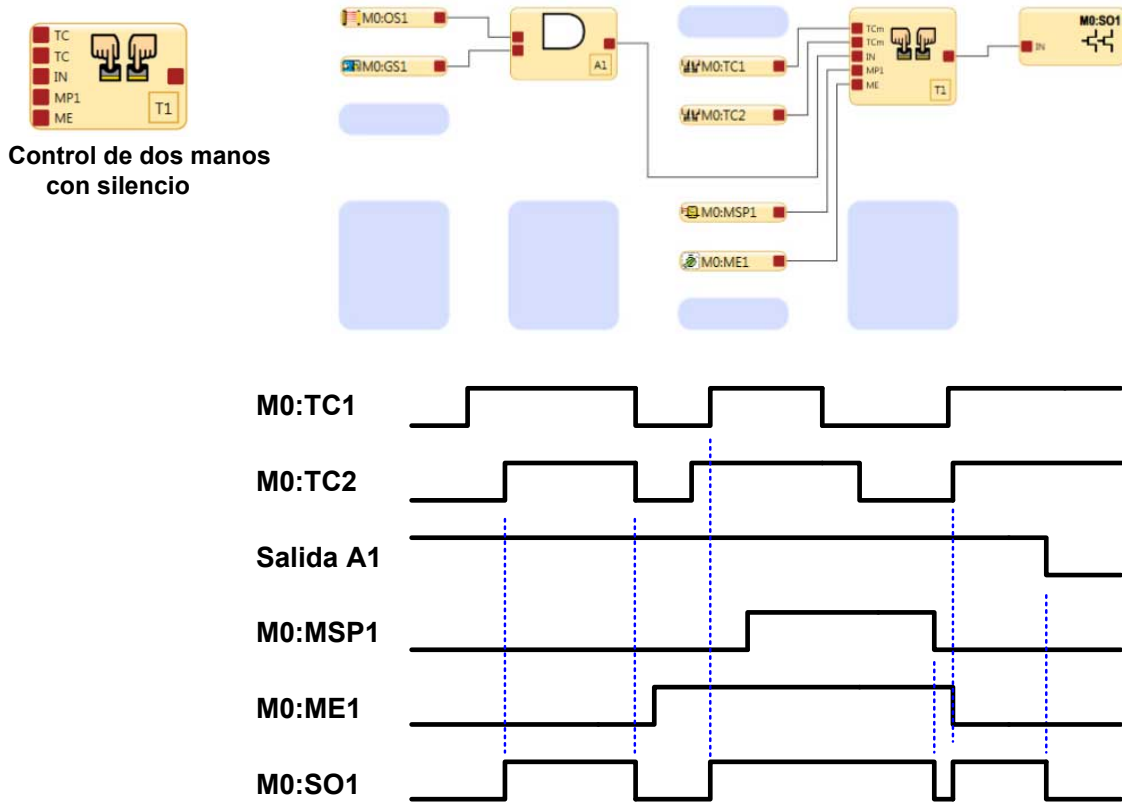 TC
TC
IN
MP1
ME
T1
Control de dos manos
con silencio
M0:OS1
M0:GS1
A1
M0:TC1
M0:TC2
M0:MSP1
M0:ME1
TCm
TCm
IN
MP1
ME
T1
M0:SO1
IN
M0:TC1
M0:TC2
Salida A1
M0:MSP1
M0:ME1
M0:SO1